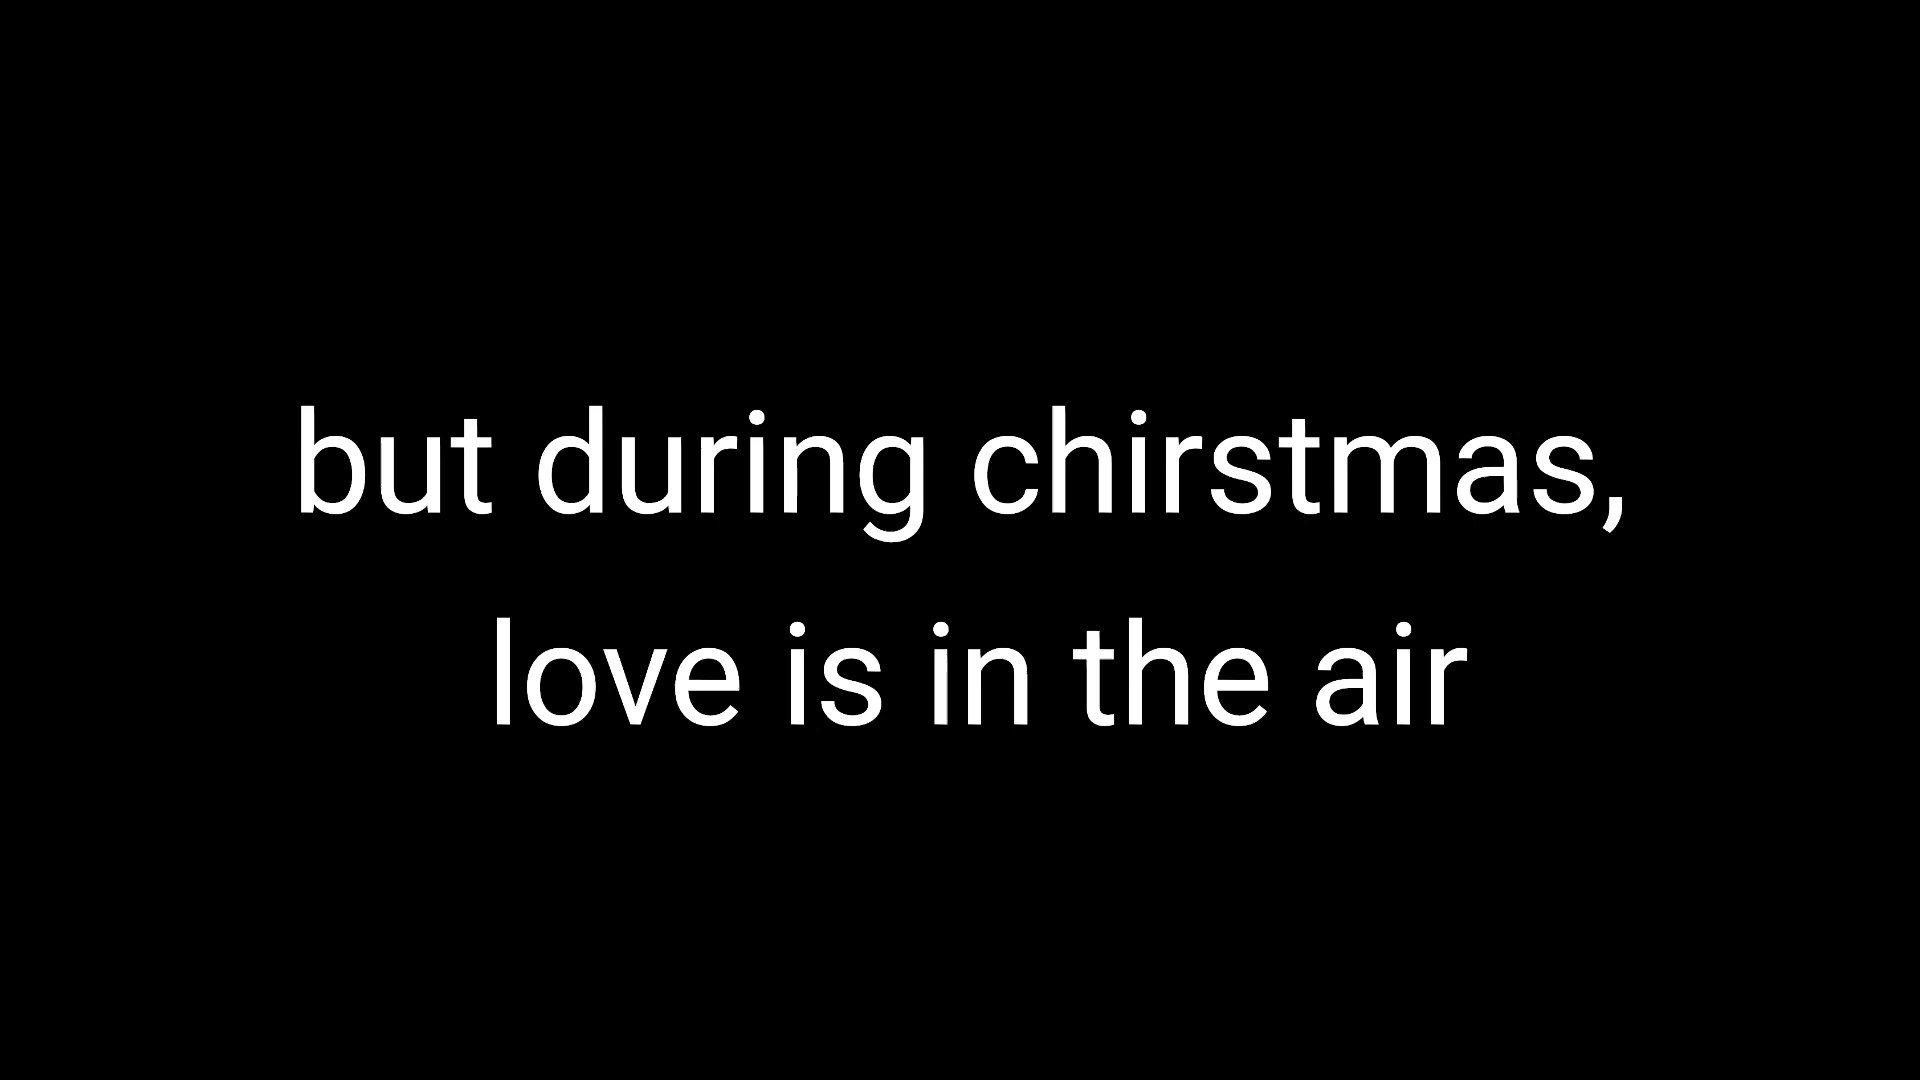 but during chirstmas,
love is in the air